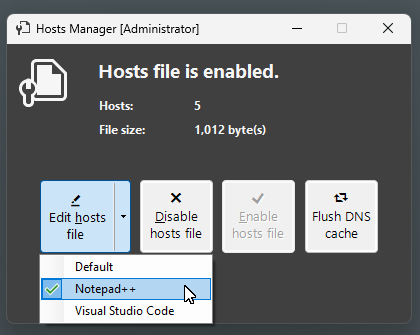 Hosts Manager [Administrator]
Hosts file is enabled.
Hosts: 5
File size: 1,012 byte(s)
Edit hosts
file
Disable
hosts file
Enable
hosts file
Flush DNS
cache
Default
Notepad++
Visual Studio Code